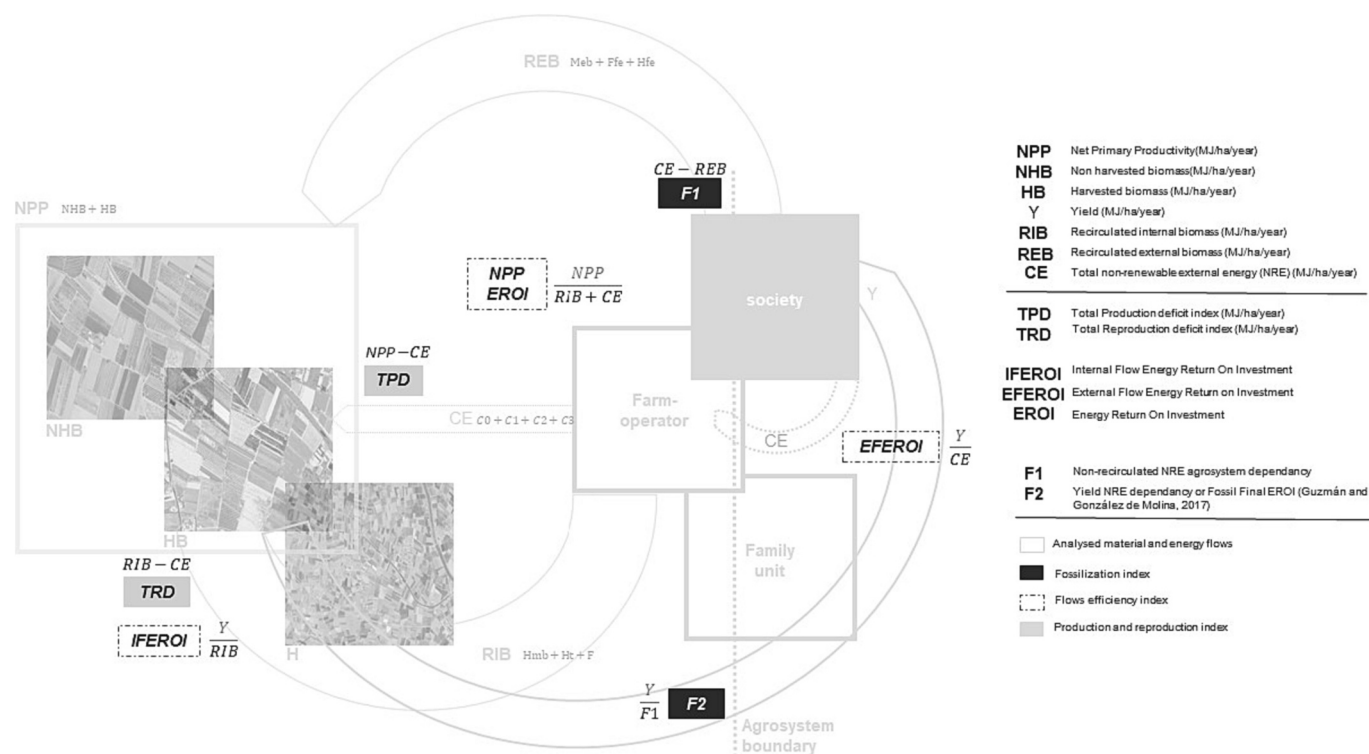 REB Meb + Ffe + Hfe
CE − REB
F1
NPP NHB + HB
NPP
EROI
NPP
RIB + CE
society
Y
NPP − CE
TPD
Farm-
operator
CE C0 + C1 + C2 + C3
NHB
CE
EFEROI
Y
CE
HB
Family
unit
RIB − CE
TRD
IFEROI
Y
RIB
H
RIB Hmb + Ht + F
Y
F1
F2
Agrosystem
boundary
NPP Net Primary Productivity(MJ/ha/year)
NHB Non harvested biomass(MJ/ha/year)
HB Harvested biomass (MJ/ha/year)
Y Yield (MJ/ha/year)
RIB Recirculated internal biomass (MJ/ha/year)
REB Recirculated external biomass (MJ/ha/year)
CE Total non-renewable external energy (NRE) (MJ/ha/year)
TPD Total Production deficit index (MJ/ha/year)
TRD Total Reproduction deficit index (MJ/ha/year)
IFEROI Internal Flow Energy Return On Investment
EFEROI External Flow Energy Return on Investment
EROI Energy Return On Investment
F1 Non-recirculated NRE agrosystem dependancy
F2 Yield NRE dependancy or Fossil Final EROI (Guzmán and
González de Molina, 2017)
Analysed material and energy flows
Fossilization index
Flows efficiency index
Production and reproduction index